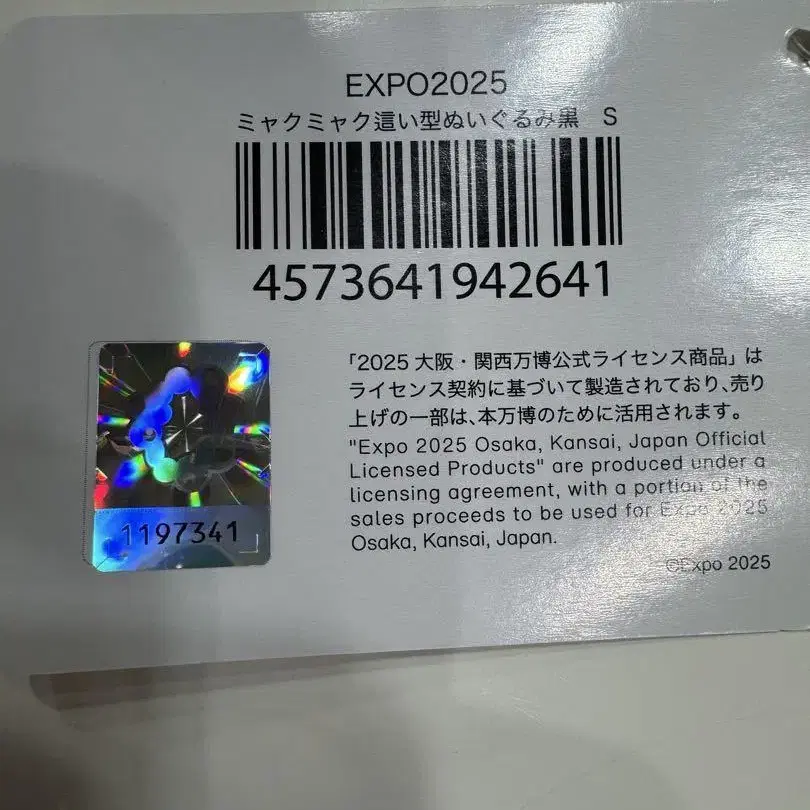 EXPO2025
ミャクミャク這い型ぬいぐるみ黒　S
4573641942641
「2025 大阪・関西万博公式ライセンス商品」は
ライセンス契約に基づいて製造されており、売り
上げの一部は、本万博のために活用されます。
"Expo 2025 Osaka, Kansai, Japan Official
Licensed Products" are produced under a
licensing agreement, with a portion of the
sales proceeds to be used for Expo 2025
Osaka, Kansai, Japan.
©Expo 2025
1197341